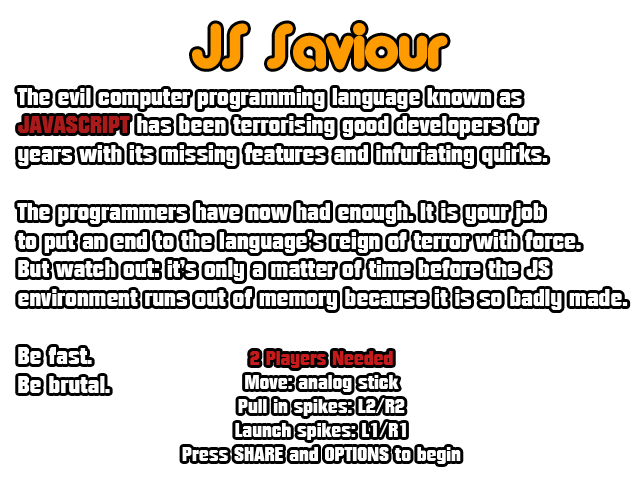 JS Saviour
The evil computer programming language known as
JAVASCRIPT has been terrorising good developers for
years with its missing features and infuriating quirks.
The programmers have now had enough. It is your job
to put an end to the language's reign of terror with force.
But watch out: it's only a matter of time before the JS
environment runs out of memory because it is so badly made.
Be fast.
Be brutal.
2 Players Needed
Move: analog stick
Pull in spikes: L2/R2
Launch spikes: L1/R1
Press SHARE and OPTIONS to begin